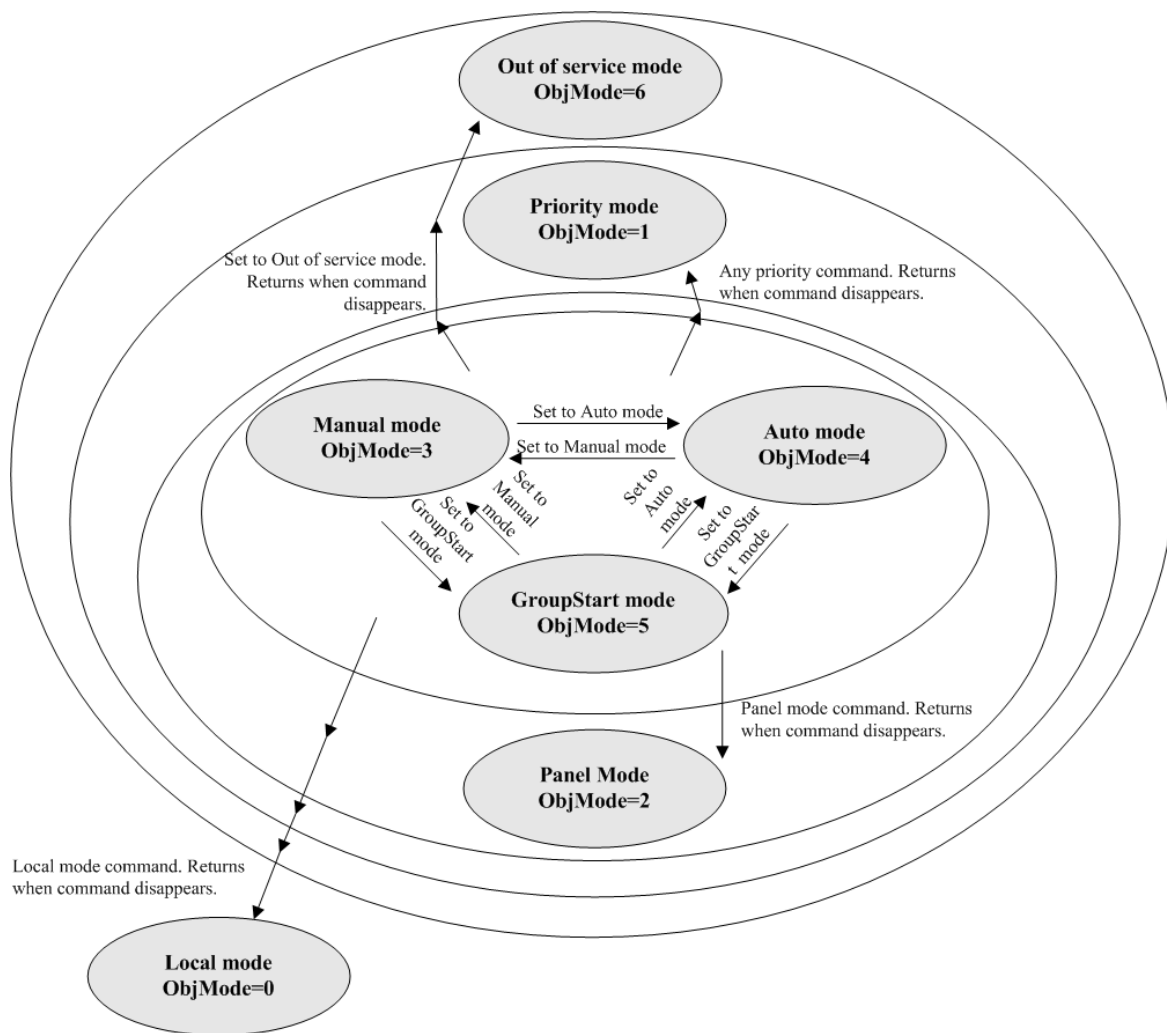 Out of service mode
ObjMode=6
Priority mode
ObjMode=1
Set to Out of service mode.
Returns when command
disappears.
Any priority command. Returns
when command disappears.
Manual mode
ObjMode=3
Set to Auto mode
Set to Manual mode
Auto mode
ObjMode=4
Set to
Manual
mode
Set to
GroupStart
mode
Set to
Auto
mode
Set to
GroupStar
t mode
GroupStart mode
ObjMode=5
Panel mode command. Returns
when command disappears.
Panel Mode
ObjMode=2
Local mode command. Returns
when command disappears.
Local mode
ObjMode=0